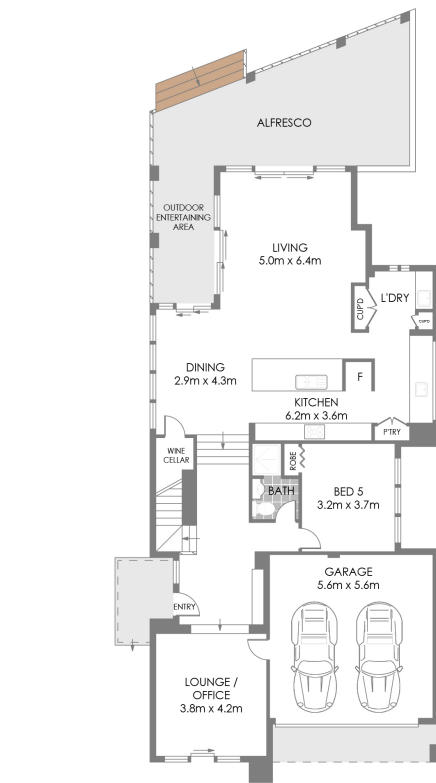 ALFRESCO
OUTDOOR
ENTERTAINING
AREA
LIVING
5.0m x 6.4m
CUP'D
L'DRY
CUP'D
DINING
2.9m x 4.3m
F
KITCHEN
6.2m x 3.6m
P'TRY
WINE
CELLAR
ROBE
BATH
BED 5
3.2m x 3.7m
GARAGE
5.6m x 5.6m
ENTRY
LOUNGE /
OFFICE
3.8m x 4.2m